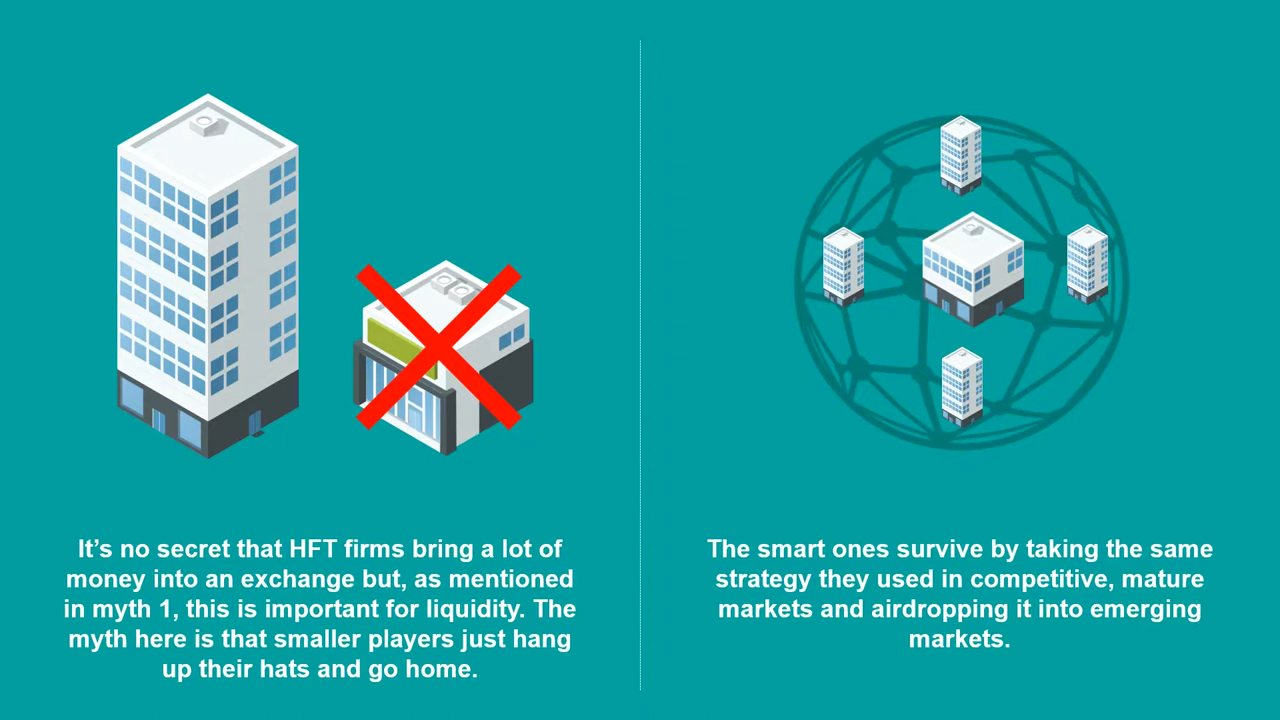 It’s no secret that HFT firms bring a lot of
money into an exchange but, as mentioned
in myth 1, this is important for liquidity. The
myth here is that smaller players just hang
up their hats and go home.
The smart ones survive by taking the same
strategy they used in competitive, mature
markets and airdropping it into emerging
markets.